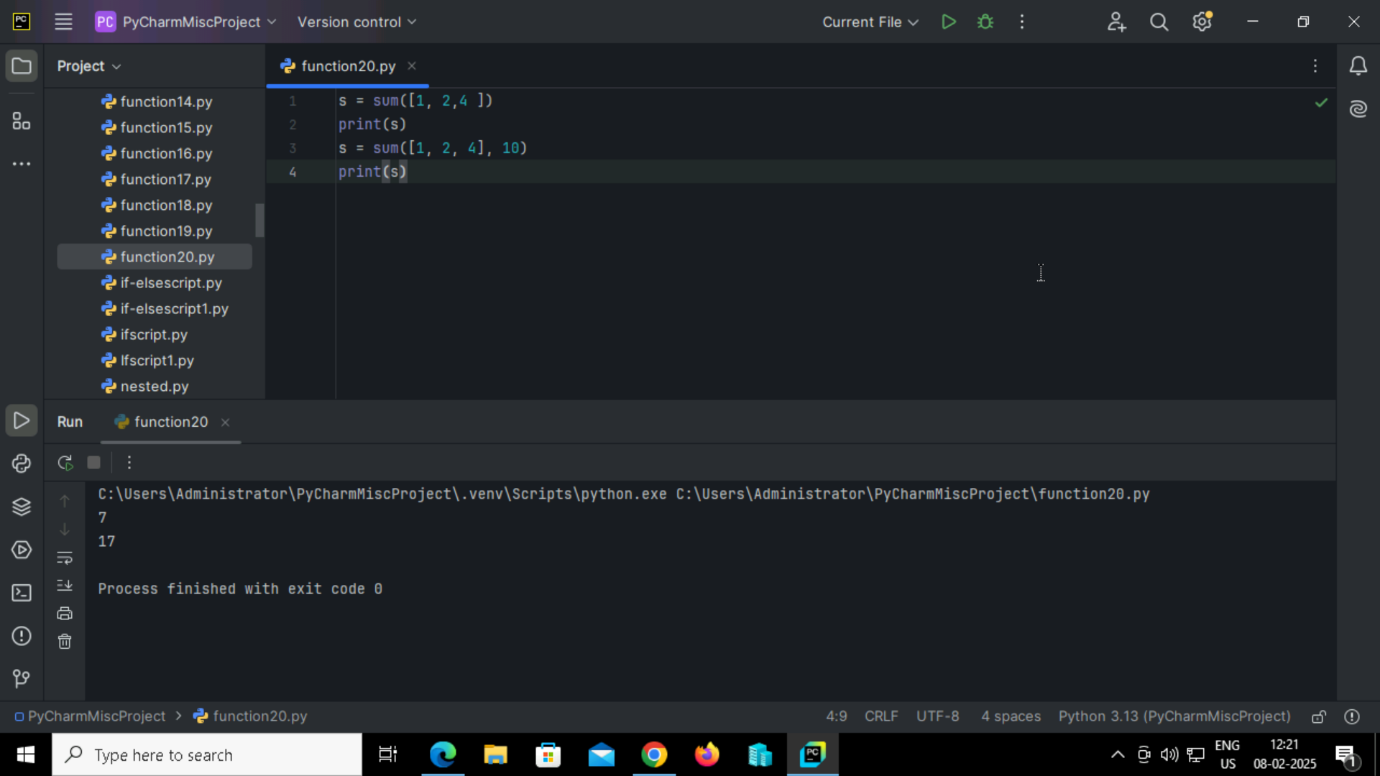 PC PyCharmMiscProject Version control Current File
Project
function20.py
function14.py
function15.py
function16.py
function17.py
function18.py
function19.py
function20.py
if-elsescript.py
if-elsescript1.py
ifscript.py
Ifscript1.py
nested.py
1 s = sum([1, 2,4 ])
2 print(s)
3 s = sum([1, 2, 4], 10)
4 print(s)
Run function20
C:\Users\Administrator\PyCharmMiscProject\.venv\Scripts\python.exe C:\Users\Administrator\PyCharmMiscProject\function20.py
7
17
Process finished with exit code 0
PyCharmMiscProject > function20.py 4:9 CRLF UTF-8 4 spaces Python 3.13 (PyCharmMiscProject)
Type here to search
PC
ENG
US
12:21
08-02-2025
1